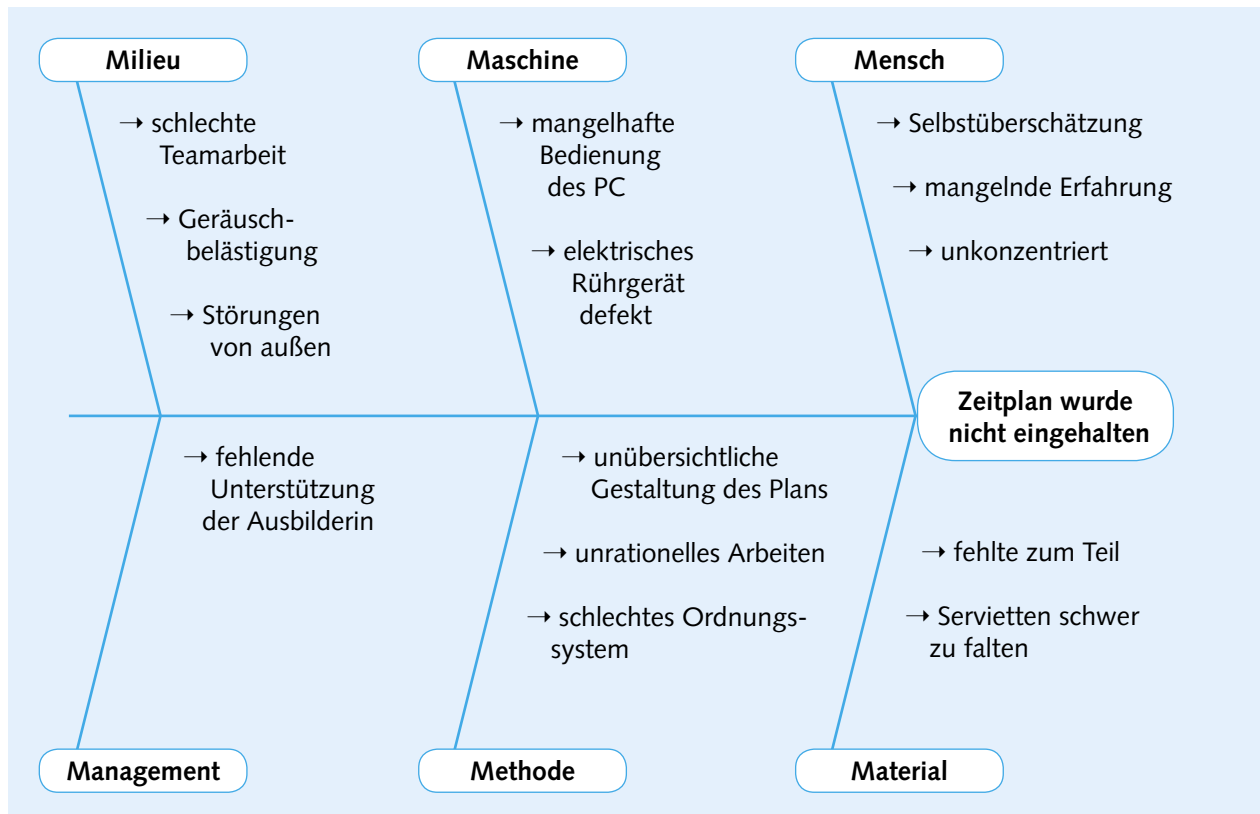 Milieu
→ schlechte
Teamarbeit
→ Geräusch-
belästigung
→ Störungen
von außen
Maschine
→ mangelhafte
Bedienung
des PC
→ elektrisches
Rührgerät
defekt
Mensch
→ Selbstüberschätzung
→ mangelnde Erfahrung
→ unkonzentriert
Zeitplan wurde
nicht eingehalten
→ fehlende
Unterstützung
der Ausbilderin
Management
→ unübersichtliche
Gestaltung des Plans
→ unrationelles Arbeiten
→ schlechtes Ordnungs-
system
Methode
→ fehlte zum Teil
→ Servietten schwer
zu falten
Material